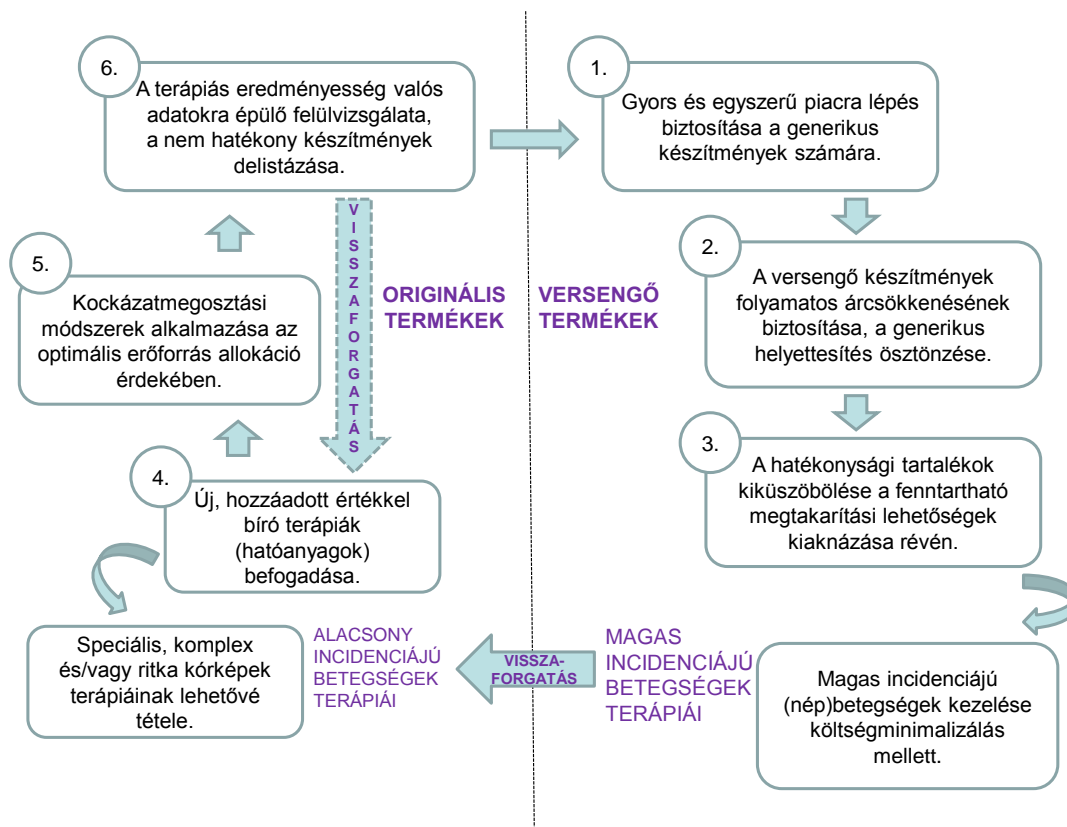 6.
A terápiás eredményesség valós
adatokra épülő felülvizsgálata,
a nem hatékony készítmények
delistázása.
1.
Gyors és egyszerű piacra lépés
biztosítása a generikus
készítmények számára.
VISSZAFORGATÁS
5.
Kockázatmegosztási
módszerek alkalmazása az
optimális erőforrás allokáció
érdekében.
ORIGINÁLIS
TERMÉKEK
VERSENGŐ
TERMÉKEK
2.
A versengő készítmények
folyamatos árcsökkenésének
biztosítása, a generikus
helyettesítés ösztönzése.
3.
A hatékonysági tartalékok
kiküszöbölése a fenntartható
megtakarítási lehetőségek
kiaknázása révén.
4.
Új, hozzáadott értékkel
bíró terápiák
(hatóanyagok)
befogadása.
Speciális, komplex
és/vagy ritka kórképek
terápiáinak lehetővé
tétele.
ALACSONY
INCIDENCIÁJÚ
BETEGSÉGEK
TERÁPIÁI
VISSZA-
FORGATÁS
MAGAS
INCIDENCIÁJÚ
BETEGSÉGEK
TERÁPIÁI
Magas incidenciájú
(nép)betegségek kezelése
költségminimalizálás
mellett.